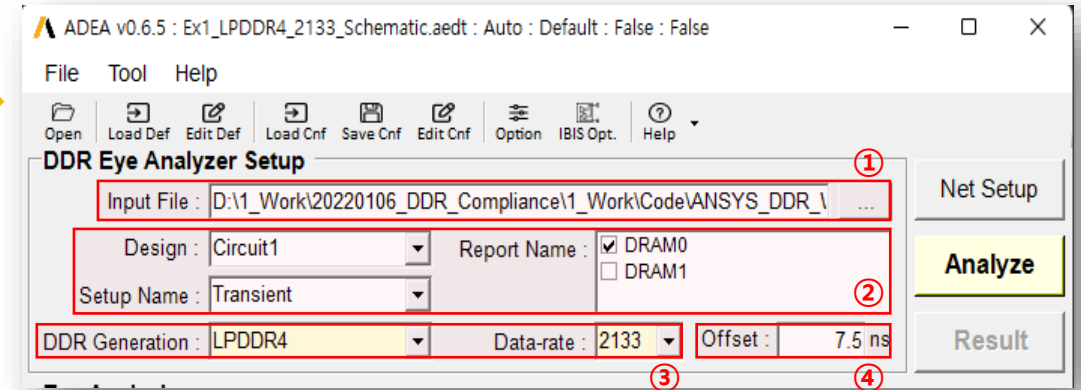 ADEA v0.6.5 : Ex1_LPDDR4_2133_Schematic.aedt : Auto : Default : False : False
File Tool Help
Open Load Def Edit Def Load Cnf Save Cnf Edit Cnf Option IBIS Opt. Help
DDR Eye Analyzer Setup ①
Input File : D:\1_Work\20220106_DDR_Compliance\1_Work\Code\ANSYS_DDR_\ ... Net Setup
Design : Circuit1 Report Name : DRAM0
DRAM1
Analyze
Setup Name : Transient ②
DDR Generation : LPDDR4 Data-rate : 2133 Offset : 7.5 ns Result
③ ④